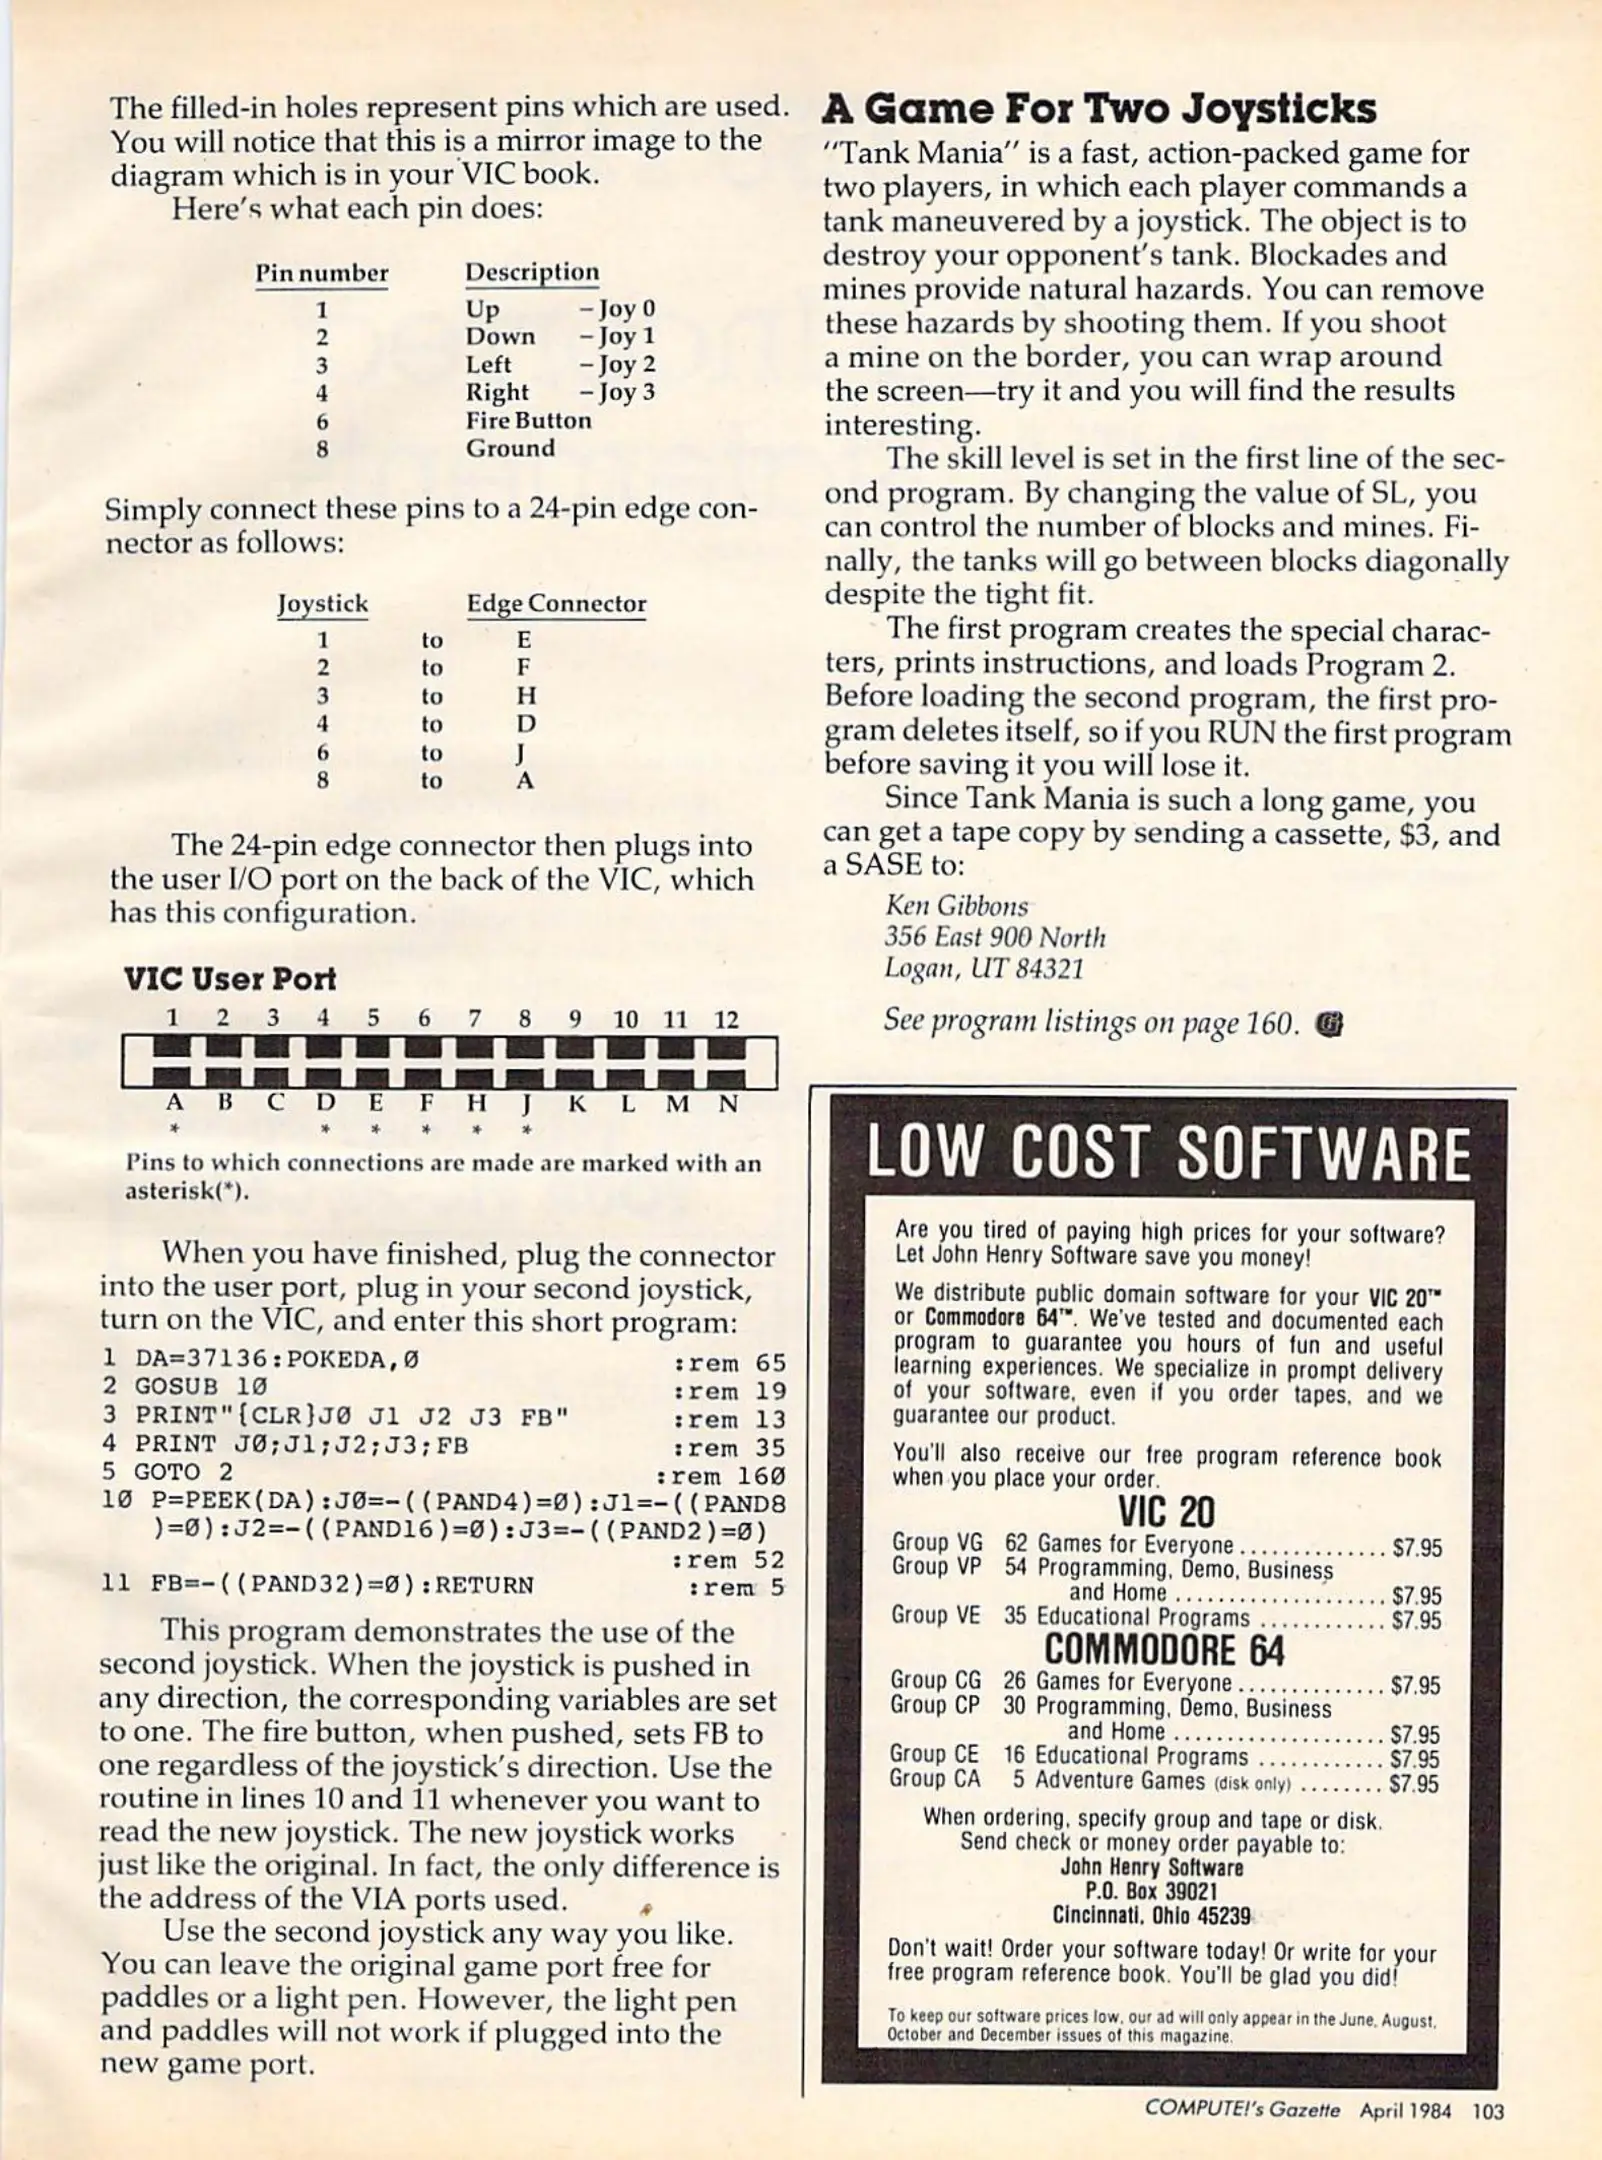 The filled-in holes represent pins which are used.
You will notice that this is a mirror image to the
diagram which is in your VIC book.
Here's what each pin does:
Pin number Description
1 Up – Joy 0
2 Down – Joy 1
3 Left – Joy 2
4 Right – Joy 3
6 Fire Button
8 Ground
Simply connect these pins to a 24-pin edge con-
nector as follows:
Joystick Edge Connector
1 to E
2 to F
3 to H
4 to D
6 to J
8 to A
The 24-pin edge connector then plugs into
the user I/O port on the back of the VIC, which
has this configuration.
VIC User Port
1 2 3 4 5 6 7 8 9 10 11 12
A B C D E F H J K L M N
* * * * * *
Pins to which connections are made are marked with an
asterisk(*).
When you have finished, plug the connector
into the user port, plug in your second joystick,
turn on the VIC, and enter this short program:
1 DA=37136:POKEDA,0 :rem 65
2 GOSUB 10 :rem 19
3 PRINT"{CLR}J0 J1 J2 J3 FB" :rem 13
4 PRINT J0;J1;J2;J3;FB :rem 35
5 GOTO 2 :rem 160
10 P=PEEK(DA):J0=-((PAND4)=0):J1=-((PAND8
)=0):J2=-((PAND16)=0):J3=-((PAND2)=0)
:rem 52
11 FB=-((PAND32)=0):RETURN :rem 5
This program demonstrates the use of the
second joystick. When the joystick is pushed in
any direction, the corresponding variables are set
to one. The fire button, when pushed, sets FB to
one regardless of the joystick's direction. Use the
routine in lines 10 and 11 whenever you want to
read the new joystick. The new joystick works
just like the original. In fact, the only difference is
the address of the VIA ports used.
Use the second joystick any way you like.
You can leave the original game port free for
paddles or a light pen. However, the light pen
and paddles will not work if plugged into the
new game port.
A Game For Two Joysticks
"Tank Mania" is a fast, action-packed game for
two players, in which each player commands a
tank maneuvered by a joystick. The object is to
destroy your opponent's tank. Blockades and
mines provide natural hazards. You can remove
these hazards by shooting them. If you shoot
a mine on the border, you can wrap around
the screen—try it and you will find the results
interesting.
The skill level is set in the first line of the sec-
ond program. By changing the value of SL, you
can control the number of blocks and mines. Fi-
nally, the tanks will go between blocks diagonally
despite the tight fit.
The first program creates the special charac-
ters, prints instructions, and loads Program 2.
Before loading the second program, the first pro-
gram deletes itself, so if you RUN the first program
before saving it you will lose it.
Since Tank Mania is such a long game, you
can get a tape copy by sending a cassette, $3, and
a SASE to:
Ken Gibbons
356 East 900 North
Logan, UT 84321
See program listings on page 160. G
LOW COST SOFTWARE
Are you tired of paying high prices for your software?
Let John Henry Software save you money!
We distribute public domain software for your VIC 20™
or Commodore 64™. We've tested and documented each
program to guarantee you hours of fun and useful
learning experiences. We specialize in prompt delivery
of your software, even if you order tapes, and we
guarantee our product.
You'll also receive our free program reference book
when you place your order.
VIC 20
Group VG 62 Games for Everyone .............. $7.95
Group VP 54 Programming, Demo, Business
and Home .................... $7.95
Group VE 35 Educational Programs ............ $7.95
COMMODORE 64
Group CG 26 Games for Everyone .............. $7.95
Group CP 30 Programming, Demo, Business
and Home .................... $7.95
Group CE 16 Educational Programs ............ $7.95
Group CA 5 Adventure Games (disk only) ........ $7.95
When ordering, specify group and tape or disk.
Send check or money order payable to:
John Henry Software
P.O. Box 39021
Cincinnati, Ohio 45239
Don't wait! Order your software today! Or write for your
free program reference book. You'll be glad you did!
To keep our software prices low, our ad will only appear in the June, August,
October and December issues of this magazine.
COMPUTE!'s Gazette April 1984 103